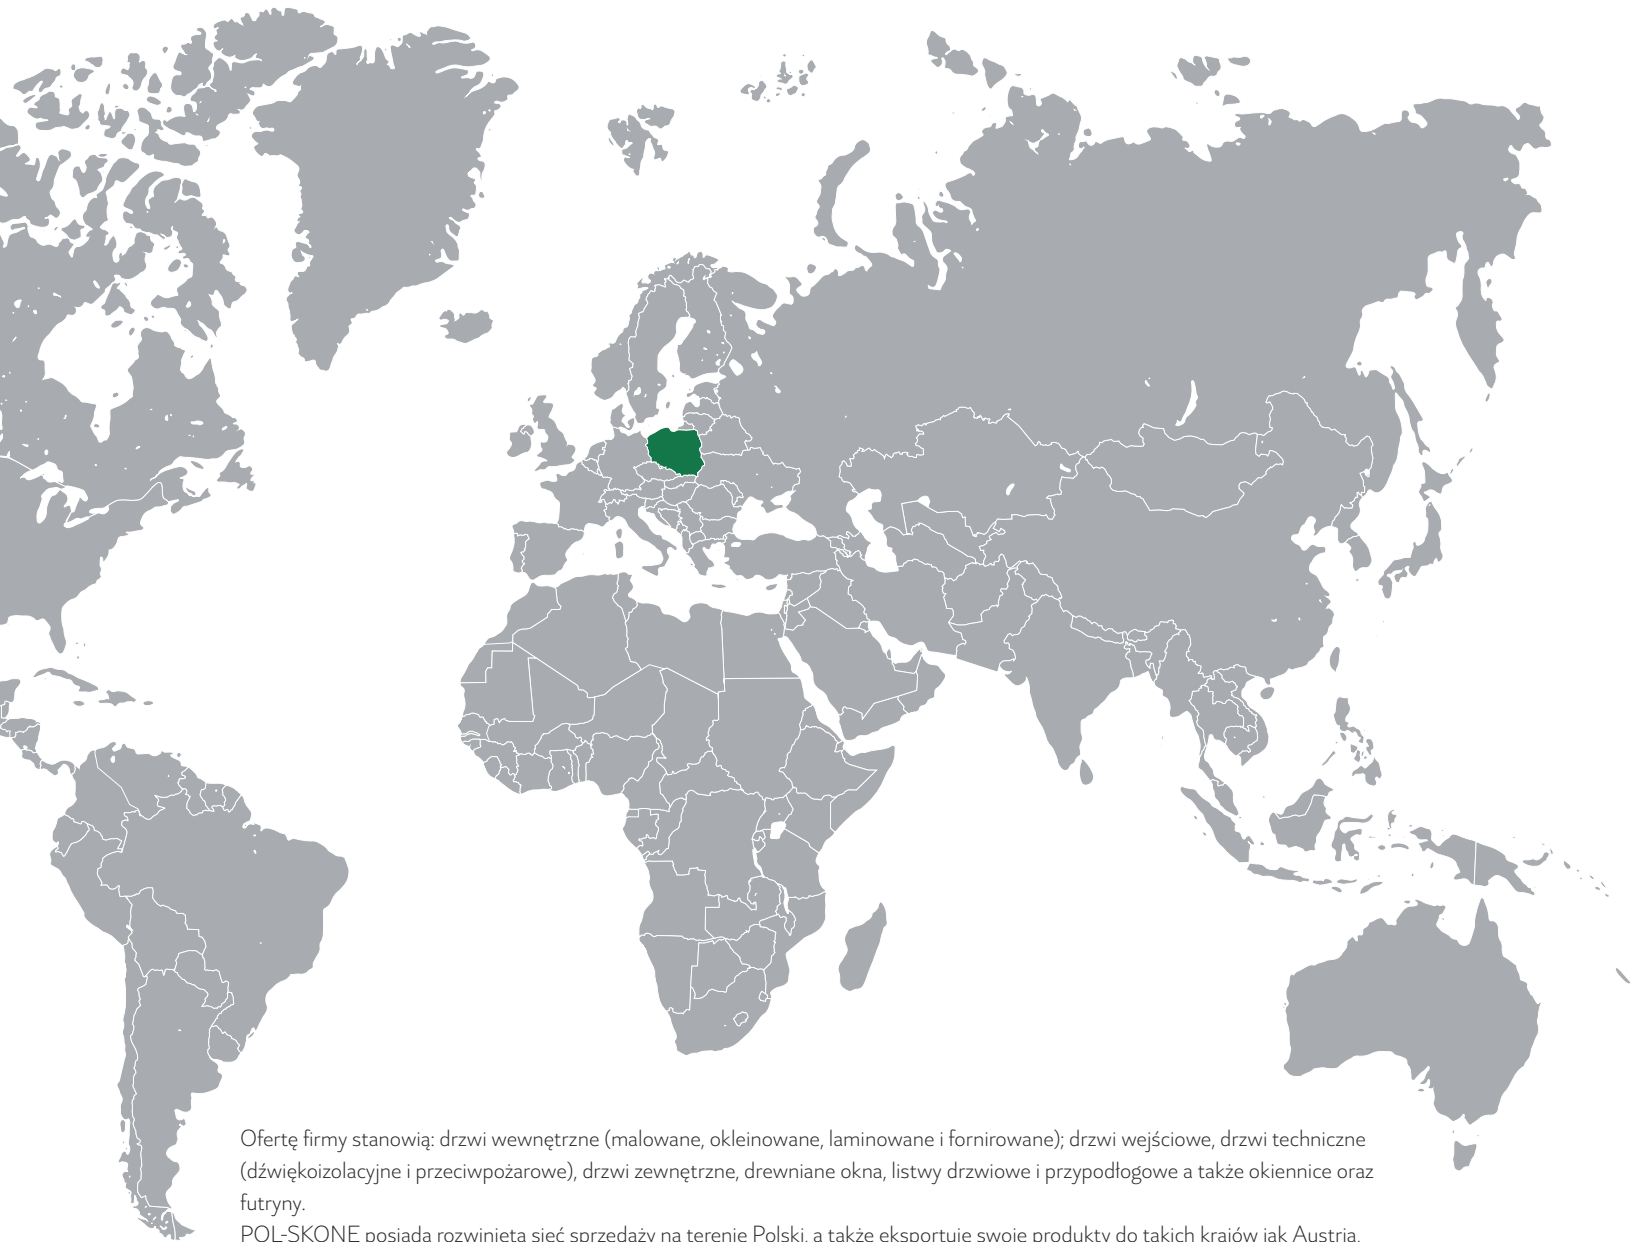 Ofertę firmy stanowią: drzwi wewnętrzne (malowane, okleinowane, laminowane i fornirowane); drzwi wejściowe, drzwi techniczne
(dźwiękoizolacyjne i przeciwpożarowe), drzwi zewnętrzne, drewniane okna, listwy drzwiowe i przypodłogowe a także okiennice oraz
futryny.
POL-SKONE posiada rozwiniętą sieć sprzedaży na terenie Polski, a także eksportuje swoje produkty do takich krajów jak Austria,